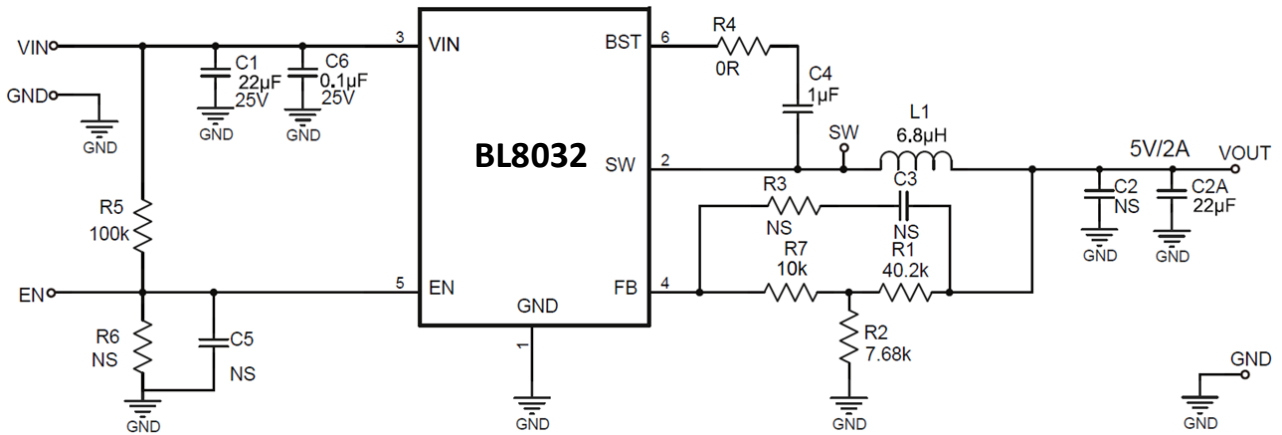 VIN
GND
GND
C1
22µF
25V
GND
C6
0.1µF
25V
GND
3
VIN
BST
6
R4
0R
C4
1µF
BL8032
SW
2
SW
L1
6.8µH
5V/2A
VOUT
C2
NS
GND
C2A
22µF
GND
R3
NS
C3
NS
R5
100k
R7
10k
R1
40.2k
EN
5
EN
FB
4
GND
1
GND
R6
NS
C5
NS
GND
R2
7.68k
GND
GND
GND